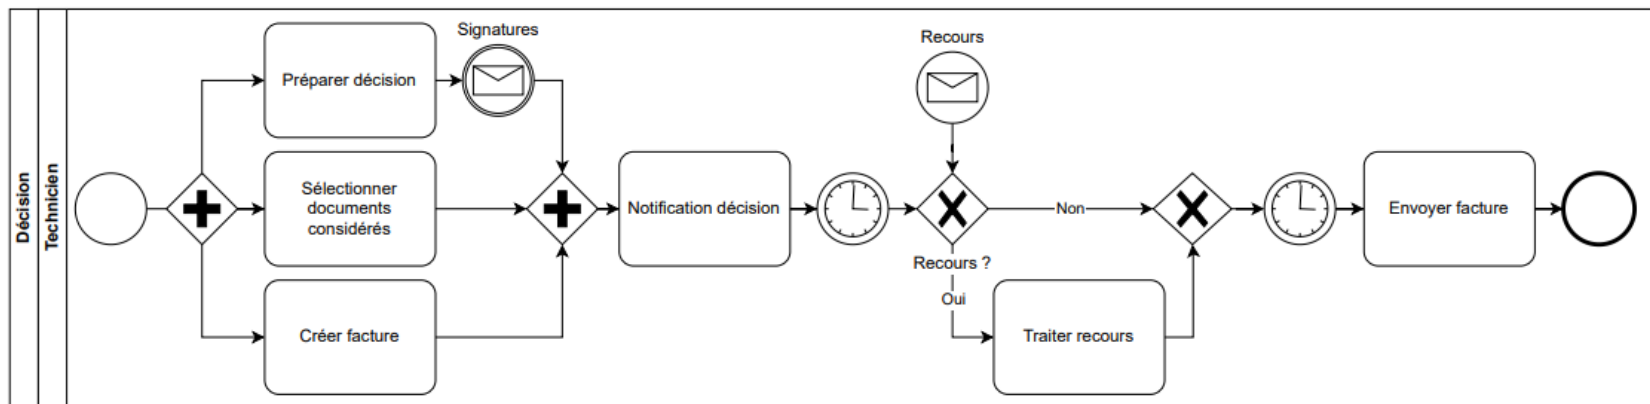 Décision
Technicien
Signatures
Préparer décision
Sélectionner
documents
considérés
Créer facture
Notification décision
Recours
Recours ?
Non
Oui
Traiter recours
Envoyer facture